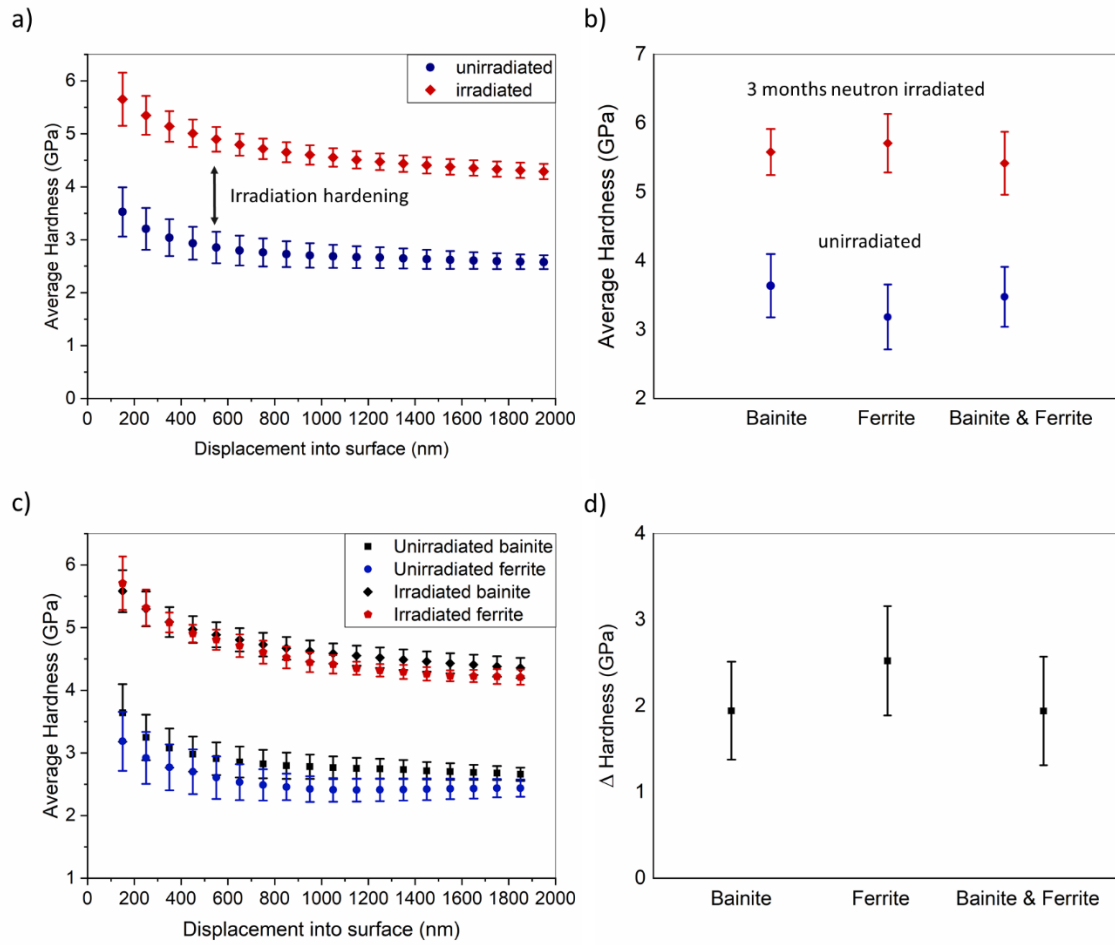 a)
unirradiated
irradiated
Irradiation hardening
Average Hardness (GPa)
6
5
4
3
2
1
0
0 200 400 600 800 1000 1200 1400 1600 1800 2000
Displacement into surface (nm)
b)
3 months neutron irradiated
unirradiated
Average Hardness (GPa)
7
6
5
4
3
2
Bainite Ferrite Bainite & Ferrite
c)
Unirradiated bainite
Unirradiated ferrite
Irradiated bainite
Irradiated ferrite
Average Hardness (GPa)
6
5
4
3
2
1
0 200 400 600 800 1000 1200 1400 1600 1800 2000
Displacement into surface (nm)
d)
Δ Hardness (GPa)
4
3
2
1
0
Bainite Ferrite Bainite & Ferrite